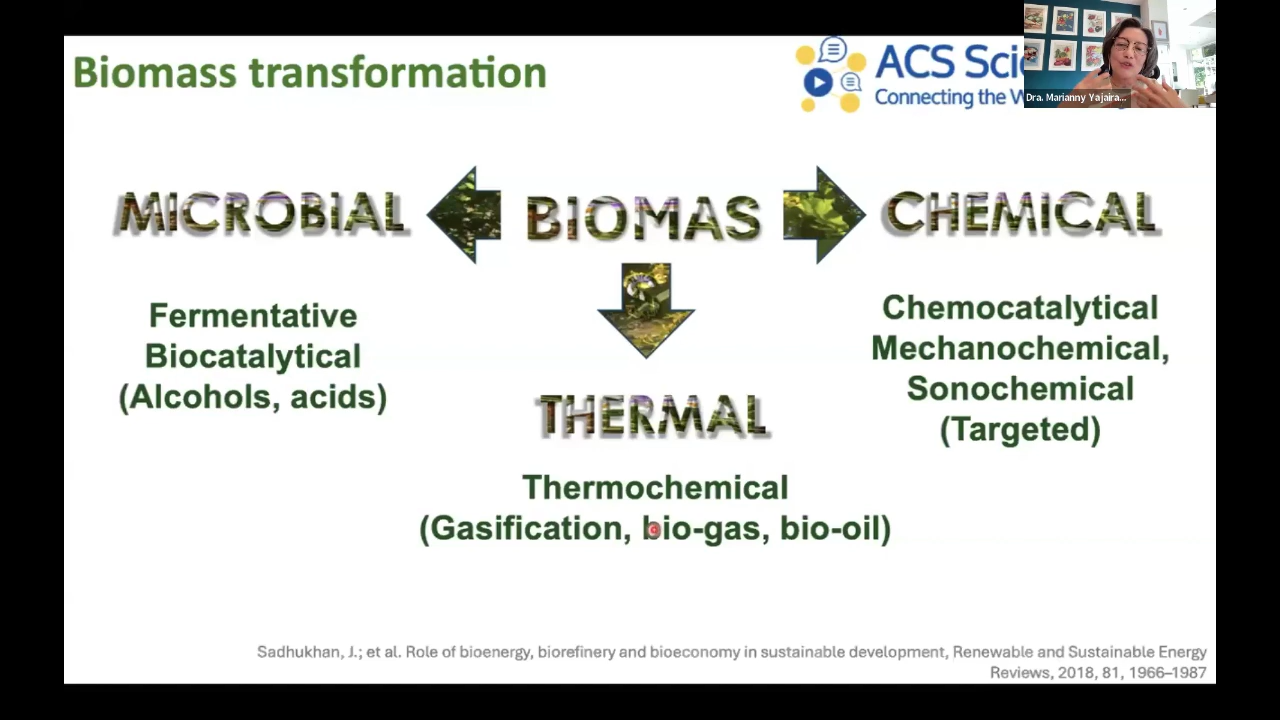 Biomass transformation
ACS Sci
Connecting the W
Dra. Marianny Yajaira...
MICROBIAL
BIOMAS
CHEMICAL
Fermentative
Biocatalytical
(Alcohols, acids)
Chemocatalytical
Mechanochemical,
Sonochemical
(Targeted)
THERMAL
Thermochemical
(Gasification, bio-gas, bio-oil)
Sadhukhan, J.; et al. Role of bioenergy, biorefinery and bioeconomy in sustainable development, Renewable and Sustainable Energy
Reviews, 2018, 81, 1966–1987